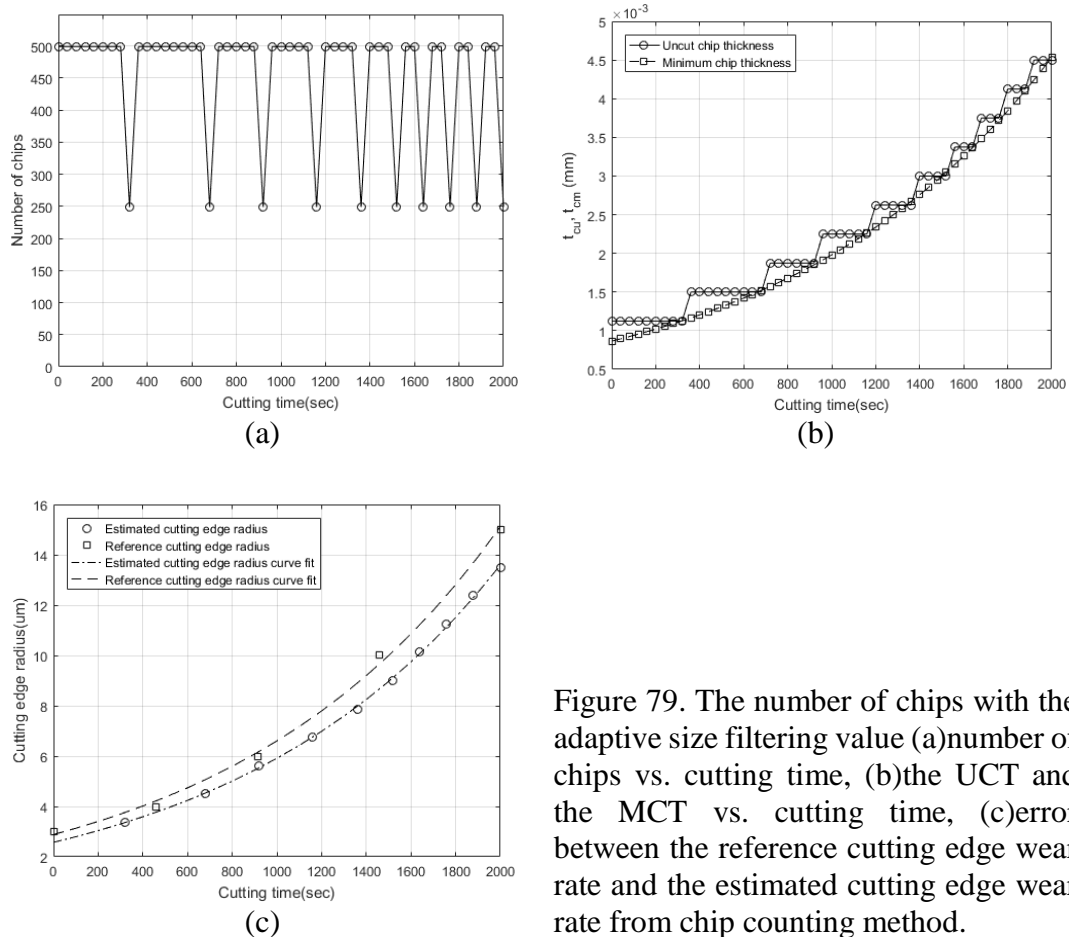 500
450
400
350
300
250
200
150
100
50
0
Number of chips
0 200 400 600 800 1000 1200 1400 1600 1800 2000
Cutting time(sec)
(a)
5 ×10⁻³
4.5
4
3.5
3
2.5
2
1.5
1
0.5
t_cu, t_cm (mm)
Uncut chip thickness
Minimum chip thickness
0 200 400 600 800 1000 1200 1400 1600 1800 2000
Cutting time(sec)
(b)
16
14
12
10
8
6
4
2
Cutting edge radius(um)
Estimated cutting edge radius
Reference cutting edge radius
Estimated cutting edge radius curve fit
Reference cutting edge radius curve fit
0 200 400 600 800 1000 1200 1400 1600 1800 2000
Cutting time(sec)
(c)
Figure 79. The number of chips with the
adaptive size filtering value (a)number of
chips vs. cutting time, (b)the UCT and
the MCT vs. cutting time, (c)error
between the reference cutting edge wear
rate and the estimated cutting edge wear
rate from chip counting method.